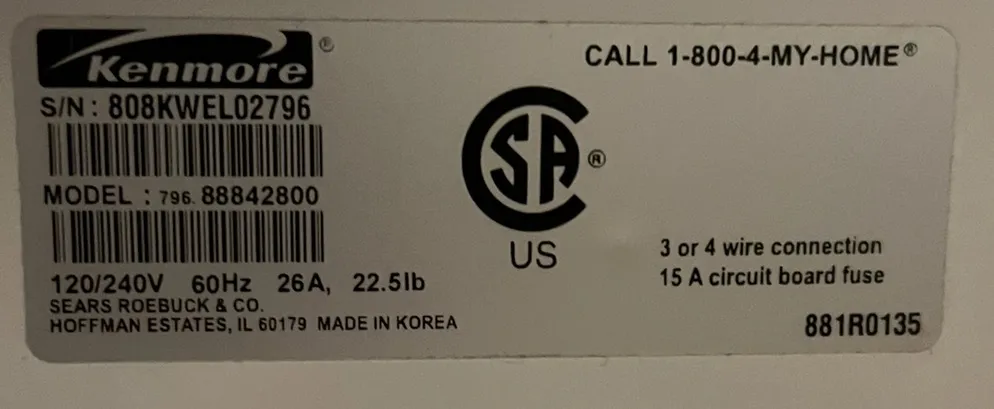 Kenmore®
CALL 1-800-4-MY-HOME®
S/N : 808KWEL02796
MODEL : 796. 88842800
120/240V 60Hz 26A, 22.5lb
SEARS ROEBUCK & CO.
HOFFMAN ESTATES, IL 60179 MADE IN KOREA
CSA®
US
3 or 4 wire connection
15 A circuit board fuse
881R0135